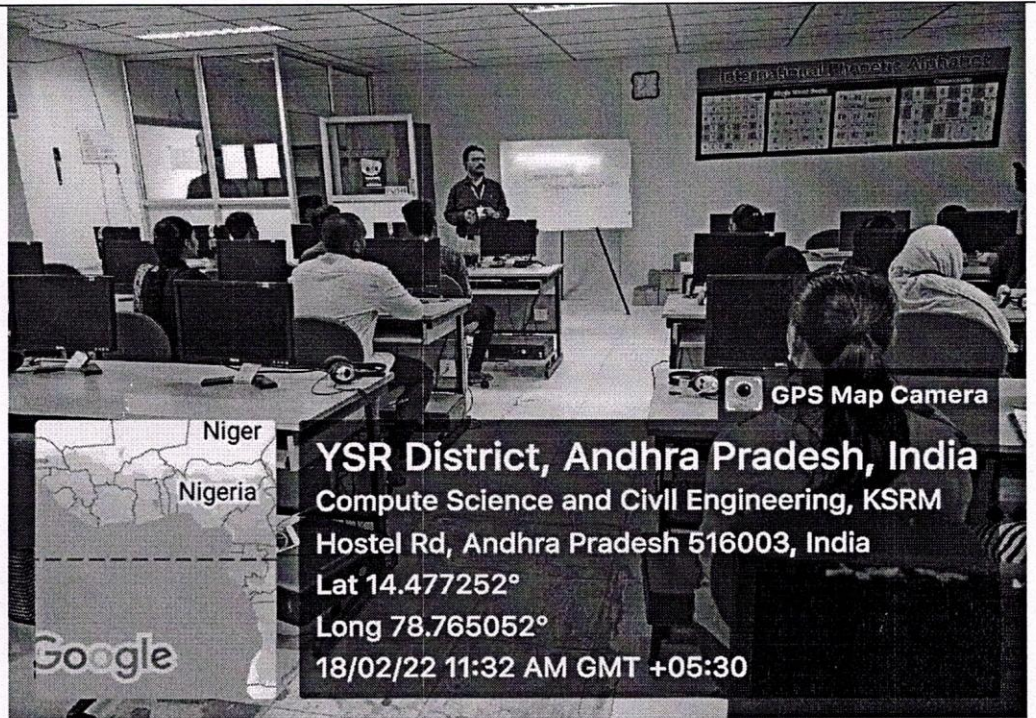 International Phonetic Alphabet
GPS Map Camera
Niger
Nigeria
Google
YSR District, Andhra Pradesh, India
Compute Science and Civil Engineering, KSRM
Hostel Rd, Andhra Pradesh 516003, India
Lat 14.477252°
Long 78.765052°
18/02/22 11:32 AM GMT +05:30